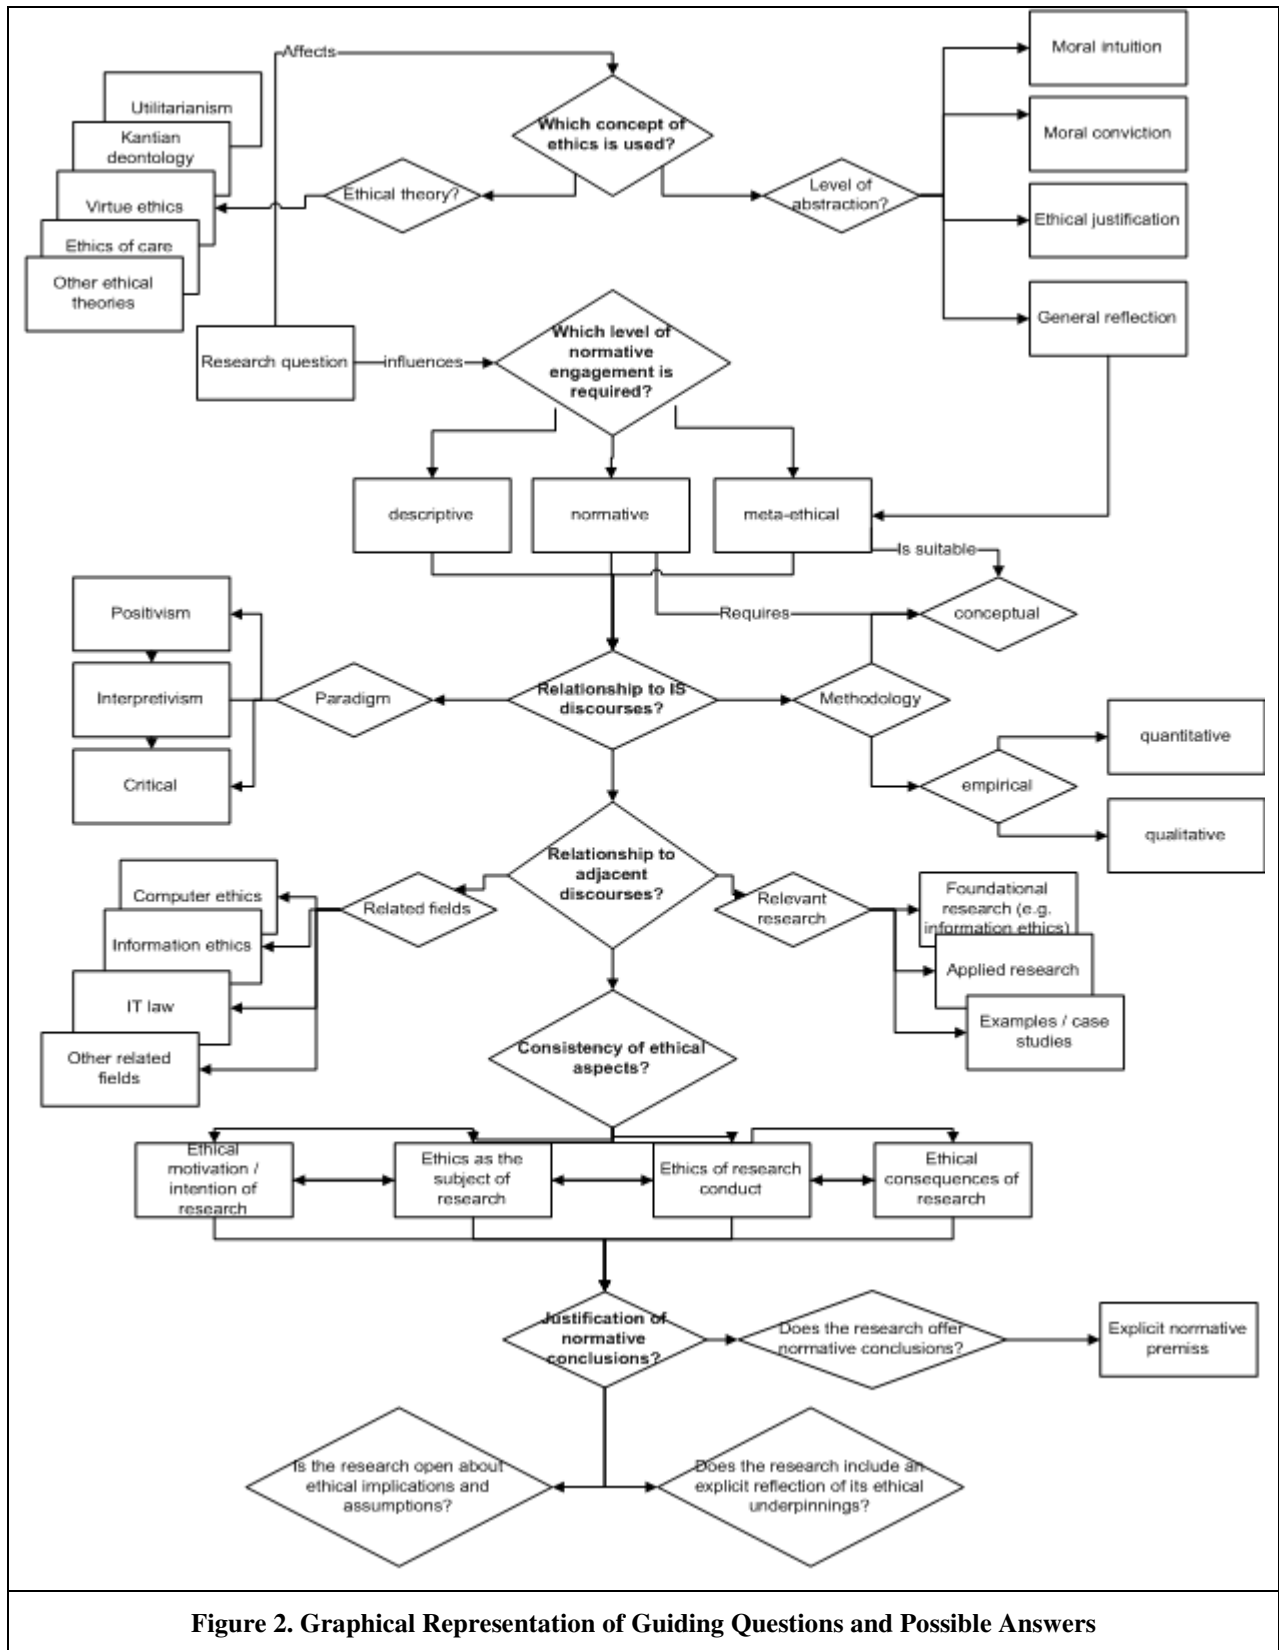 Affects
Moral intuition
Utilitarianism
Which concept of
ethics is used?
Moral conviction
Kantian
deontology
Ethical theory?
Level of
abstraction?
Virtue ethics
Ethical justification
Ethics of care
Other ethical
theories
General reflection
Which level of
normative
engagement is
required?
Research question
influences
descriptive
normative
meta-ethical
Is suitable
Positivism
Requires
conceptual
Interpretivism
Paradigm
Relationship to IS
discourses?
Methodology
quantitative
Critical
empirical
qualitative
Relationship to
adjacent
discourses?
Computer ethics
Related fields
Relevant
research
Foundational
research (e.g.
information ethics)
Information ethics
Applied research
IT law
Examples / case
studies
Other related
fields
Consistency of ethical
aspects?
Ethical
motivation /
intention of
research
Ethics as the
subject of
research
Ethics of research
conduct
Ethical
consequences of
research
Justification of
normative
conclusions?
Does the research offer
normative conclusions?
Explicit normative
premiss
Is the research open about
ethical implications and
assumptions?
Does the research include an
explicit reflection of its ethical
underpinnings?
Figure 2. Graphical Representation of Guiding Questions and Possible Answers